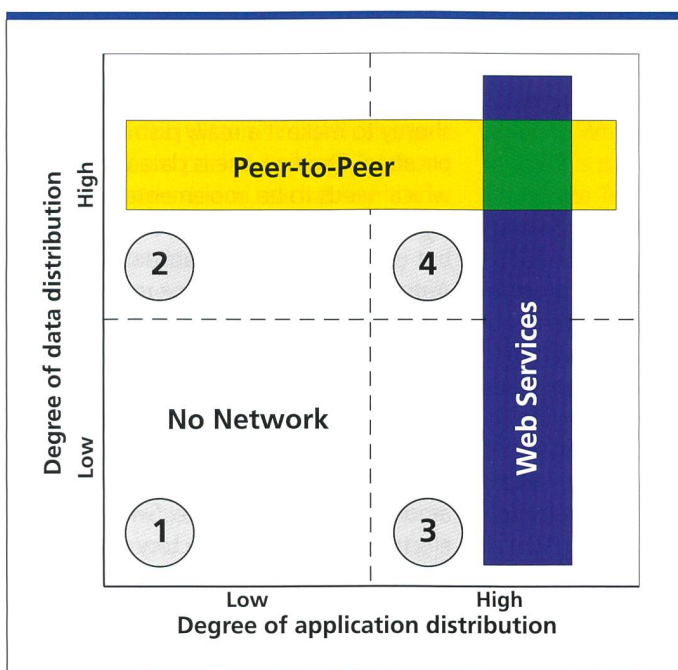 Peer-to-Peer
High
2
4
Degree of data distribution
No Network
Web Services
Low
1
3
Low
High
Degree of application distribution